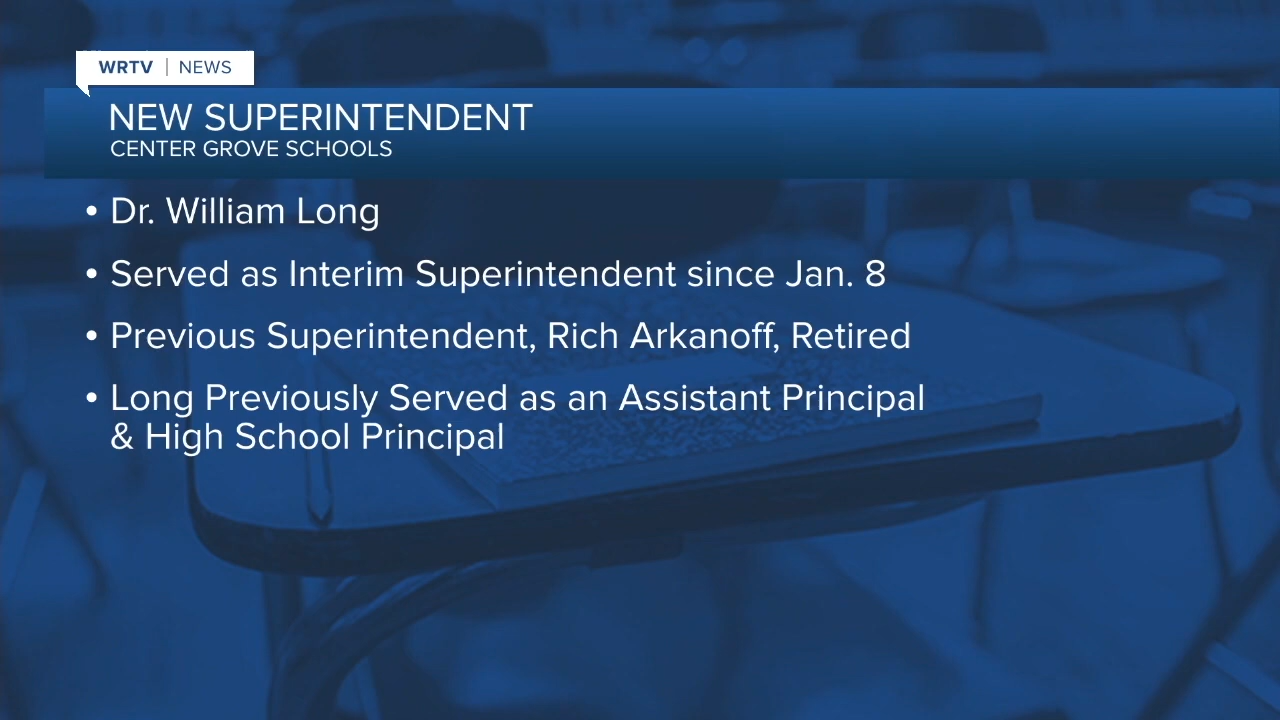 WRTV | NEWS
NEW SUPERINTENDENT
CENTER GROVE SCHOOLS
• Dr. William Long
• Served as Interim Superintendent since Jan. 8
• Previous Superintendent, Rich Arkanoff, Retired
• Long Previously Served as an Assistant Principal
& High School Principal